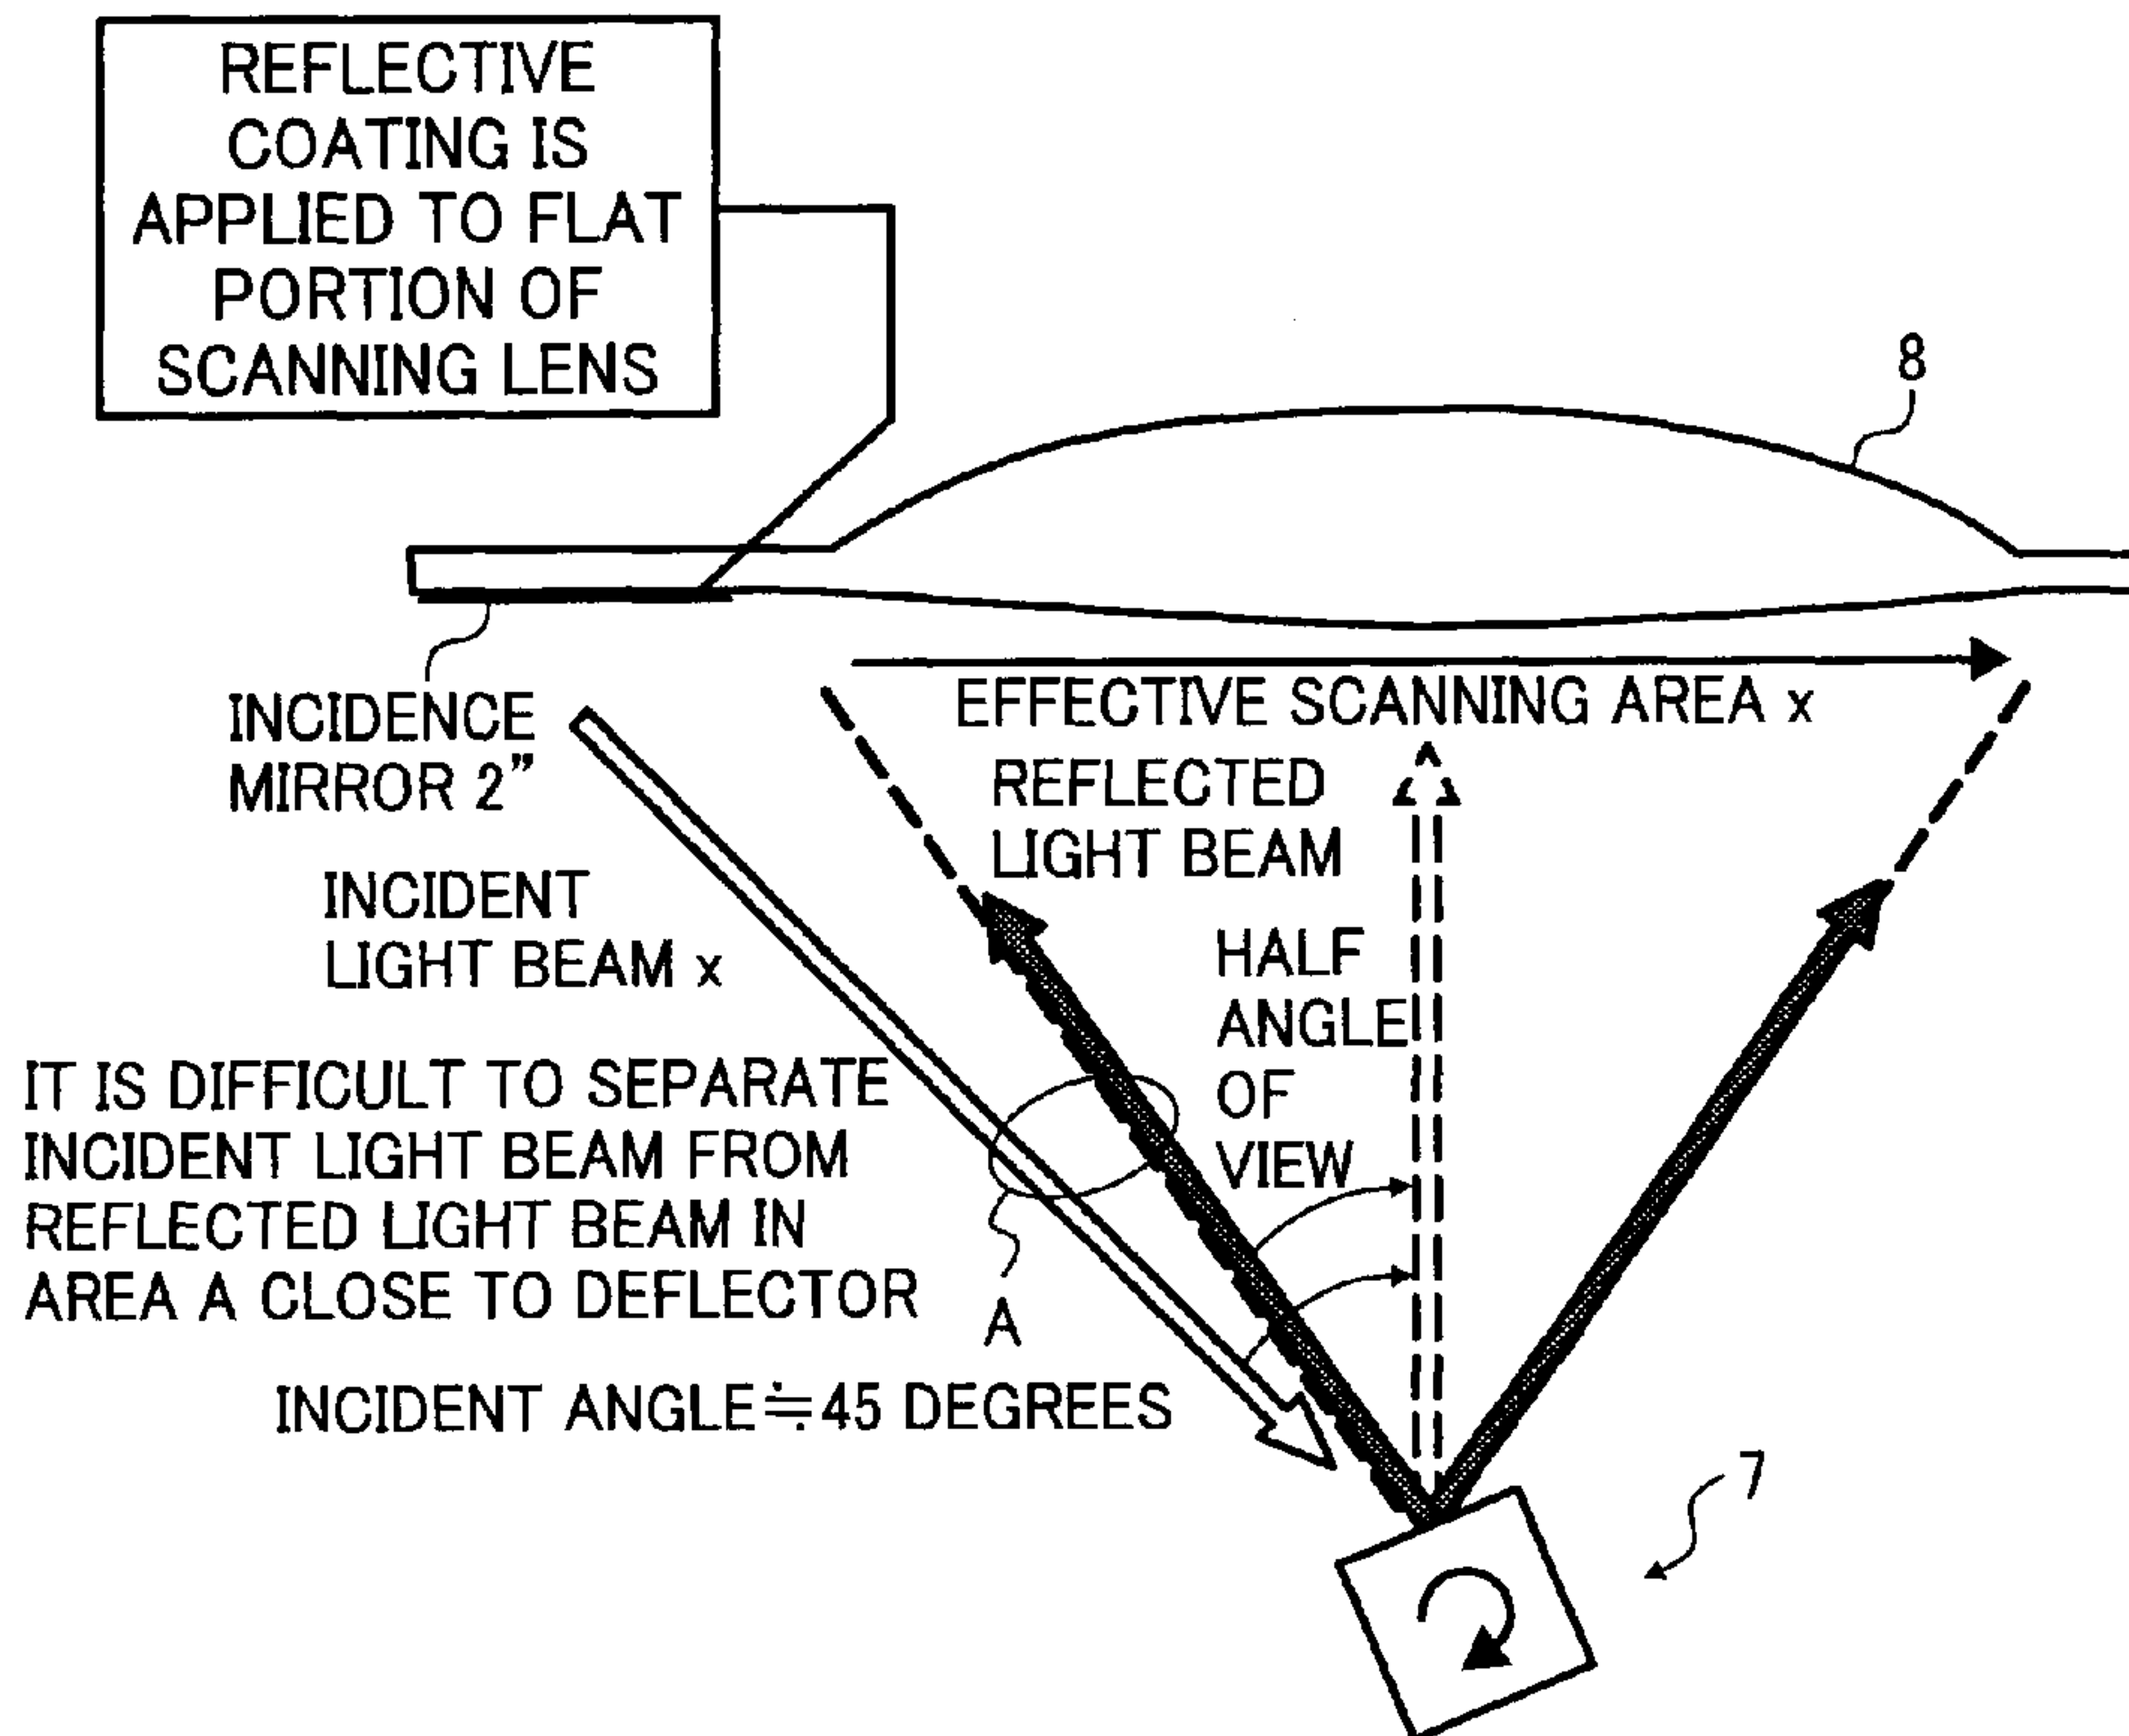 REFLECTIVE
COATING IS
APPLIED TO FLAT
PORTION OF
SCANNING LENS
8
INCIDENCE
MIRROR 2”
EFFECTIVE SCANNING AREA x
REFLECTED
LIGHT BEAM
INCIDENT
LIGHT BEAM x
HALF
ANGLE
OF
VIEW
IT IS DIFFICULT TO SEPARATE
INCIDENT LIGHT BEAM FROM
REFLECTED LIGHT BEAM IN
AREA A CLOSE TO DEFLECTOR
A
INCIDENT ANGLE≒45 DEGREES
7